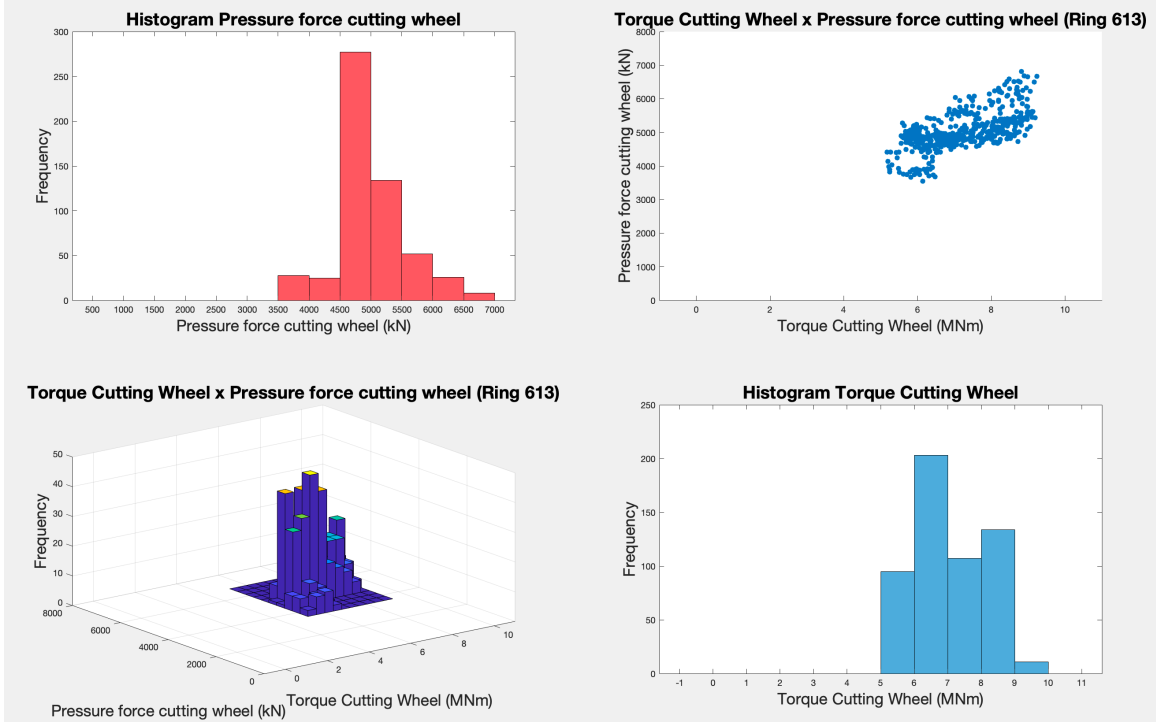 Histogram Pressure force cutting wheel
300
250
200
150
100
50
0
Frequency
500 1000 1500 2000 2500 3000 3500 4000 4500 5000 5500 6000 6500 7000
Pressure force cutting wheel (kN)
Torque Cutting Wheel x Pressure force cutting wheel (Ring 613)
8000
7000
6000
5000
4000
3000
2000
1000
0
Pressure force cutting wheel (kN)
0 2 4 6 8 10
Torque Cutting Wheel (MNm)
Torque Cutting Wheel x Pressure force cutting wheel (Ring 613)
50
40
30
20
10
0
Frequency
8000
6000
4000
2000
0
Pressure force cutting wheel (kN)
0 2 4 6 8 10
Torque Cutting Wheel (MNm)
Histogram Torque Cutting Wheel
250
200
150
100
50
0
Frequency
-1 0 1 2 3 4 5 6 7 8 9 10 11
Torque Cutting Wheel (MNm)